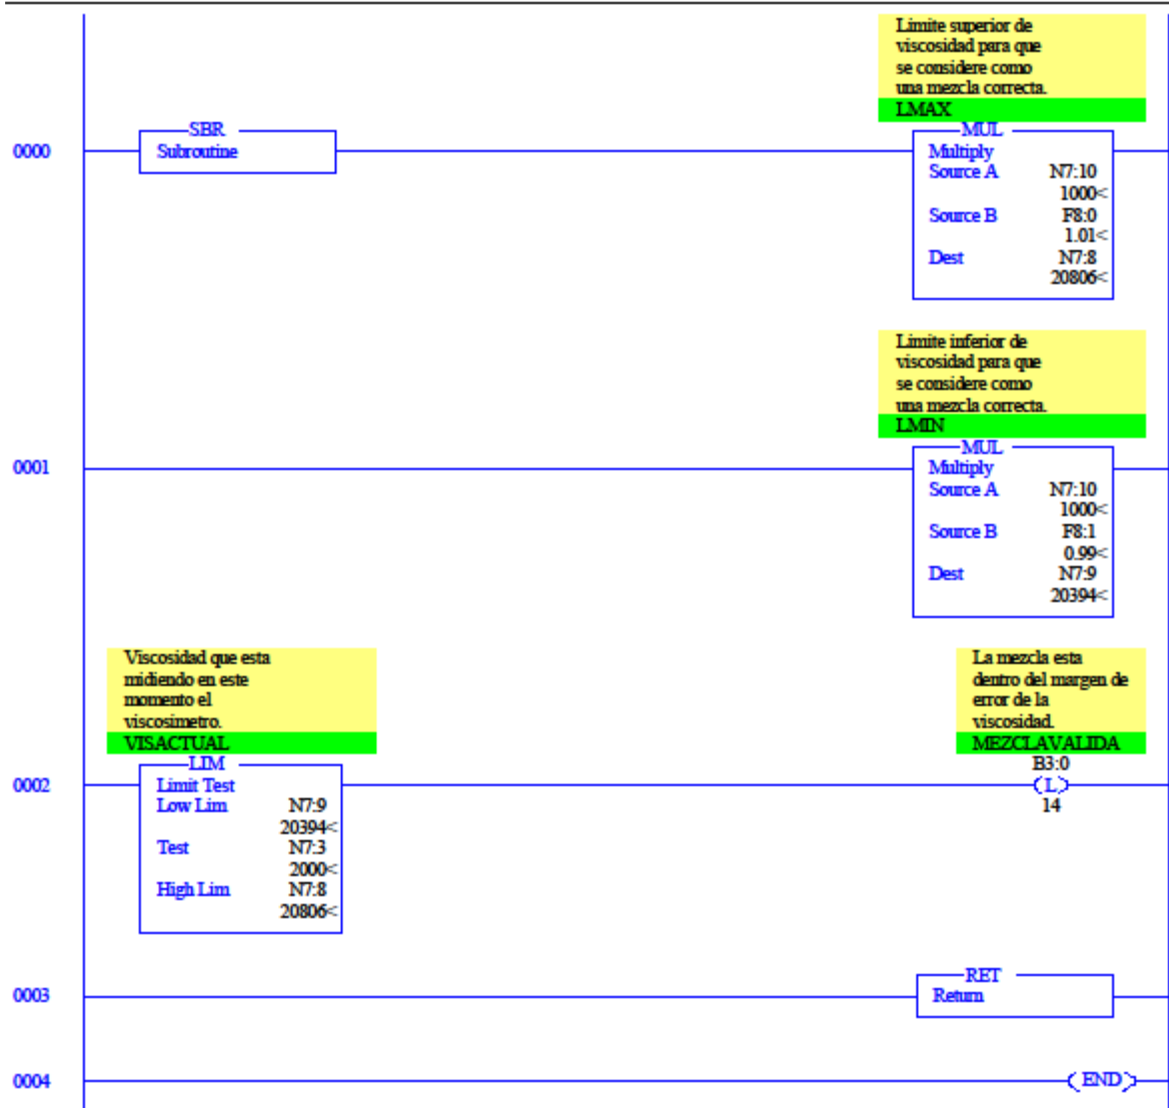 Limite superior de
viscosidad para que
se considere como
una mezcla correcta.
LMAX
0000
SBR
Subroutine
MUL
Multiply
Source A N7:10
1000<
Source B F8:0
1.01<
Dest N7:8
20806<
Limite inferior de
viscosidad para que
se considere como
una mezcla correcta.
LMIN
0001
MUL
Multiply
Source A N7:10
1000<
Source B F8:1
0.99<
Dest N7:9
20394<
Viscosidad que esta
midiendo en este
momento el
viscosimetro.
VISACTUAL
La mezcla esta
dentro del margen de
error de la
viscosidad.
MEZCLAVALIDA
0002
LIM
Limit Test
Low Lim N7:9
20394<
Test N7:3
2000<
High Lim N7:8
20806<
B3:0
(L)
14
0003
RET
Return
0004
(END)